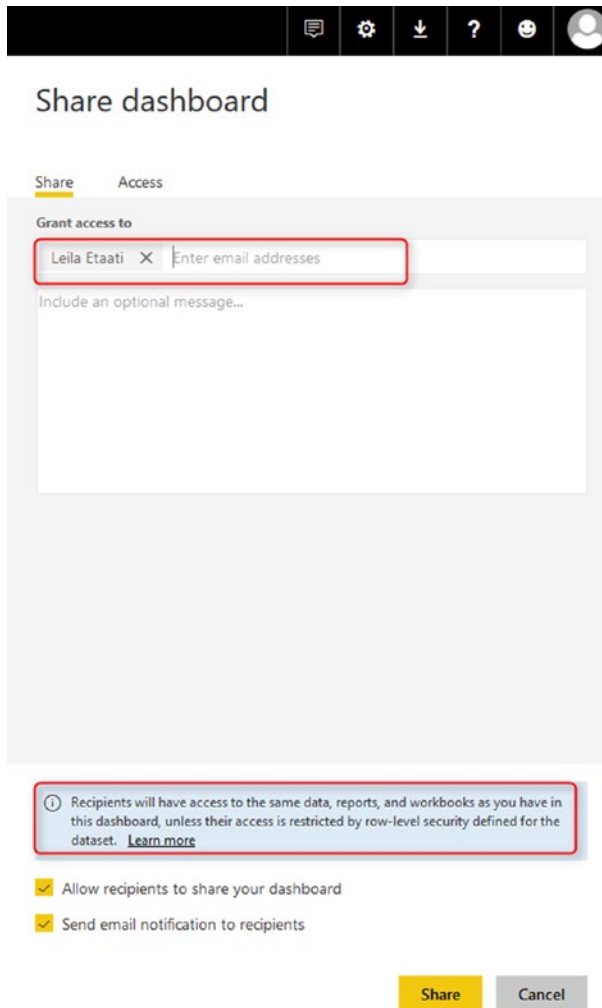 ?
Share dashboard
Share Access
Grant access to
Leila Etaati X Enter email addresses
Include an optional message...
Recipients will have access to the same data, reports, and workbooks as you have in
this dashboard, unless their access is restricted by row-level security defined for the
dataset. Learn more
Allow recipients to share your dashboard
Send email notification to recipients
Share Cancel